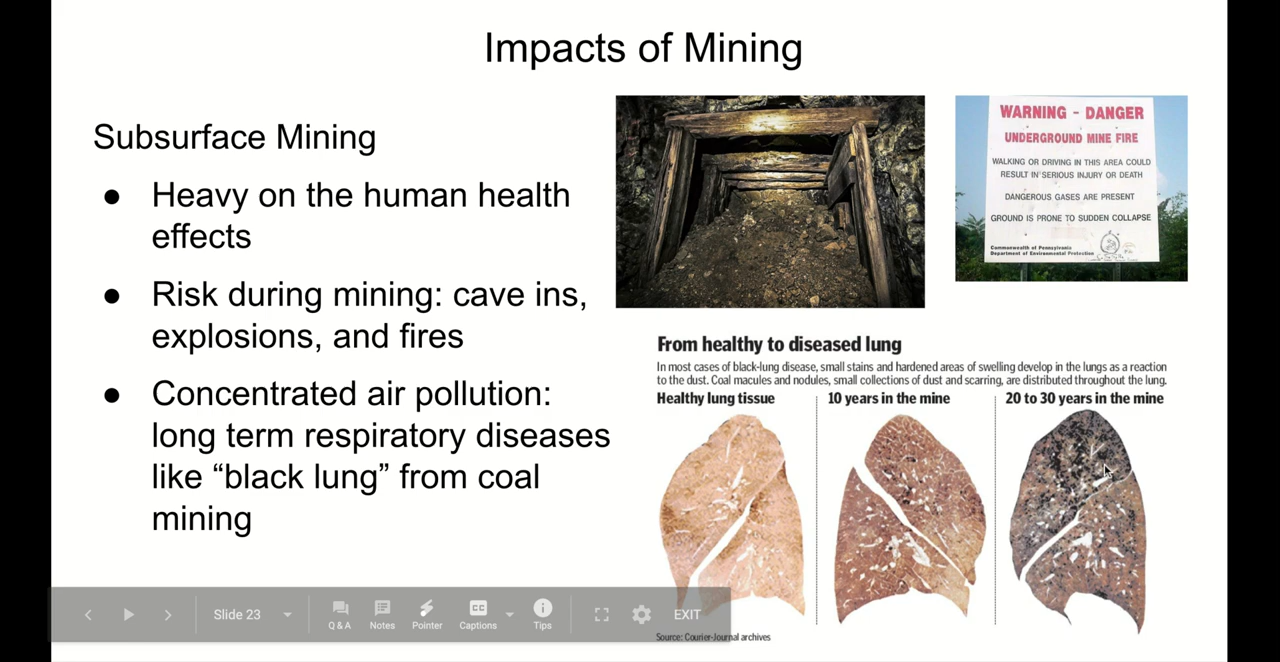 Impacts of Mining
Subsurface Mining
● Heavy on the human health
effects
● Risk during mining: cave ins,
explosions, and fires
● Concentrated air pollution:
long term respiratory diseases
like “black lung” from coal
mining
WARNING - DANGER
UNDERGROUND MINE FIRE
WALKING OR DRIVING IN THIS AREA COULD
RESULT IN SERIOUS INJURY OR DEATH
DANGEROUS GASES ARE PRESENT
GROUND IS PRONE TO SUDDEN COLLAPSE
Commonwealth of Pennsylvania
Department of Environmental Protection
From healthy to diseased lung
In most cases of black-lung disease, small stains and hardened areas of swelling develop in the lungs as a reaction
to the dust. Coal macules and nodules, small collections of dust and scarring, are distributed throughout the lung.
Healthy lung tissue
10 years in the mine
20 to 30 years in the mine
Source: Courier-Journal archives
Slide 23
Q & A
Notes
Pointer
CC
Captions
Tips
EXIT